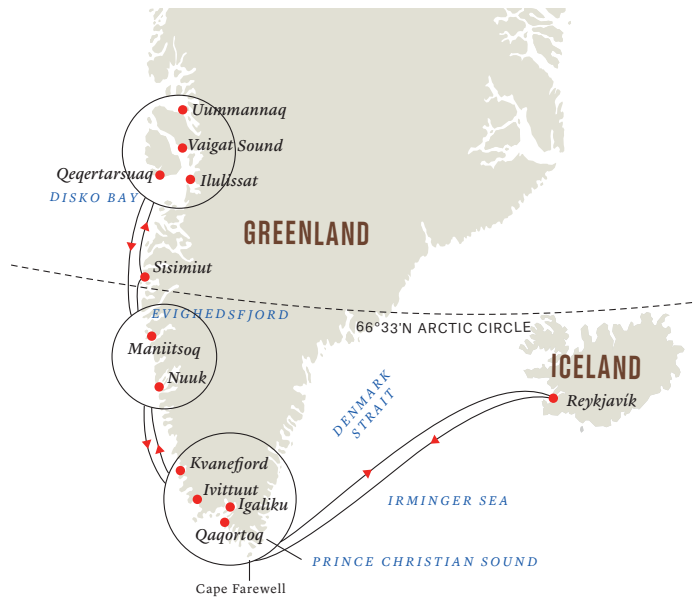 Uummannaq
Vaigat Sound
Qeqertarsuaq
Ilulissat
DISKO BAY
GREENLAND
Sisimiut
EVIGHEDSFJORD
66°33'N ARCTIC CIRCLE
Maniitsoq
ICELAND
Nuuk
DENMARK
STRAIT
Reykjavík
Kvanefjord
Ivittuut
Igaliku
IRMINGER SEA
Qaqortoq
PRINCE CHRISTIAN SOUND
Cape Farewell